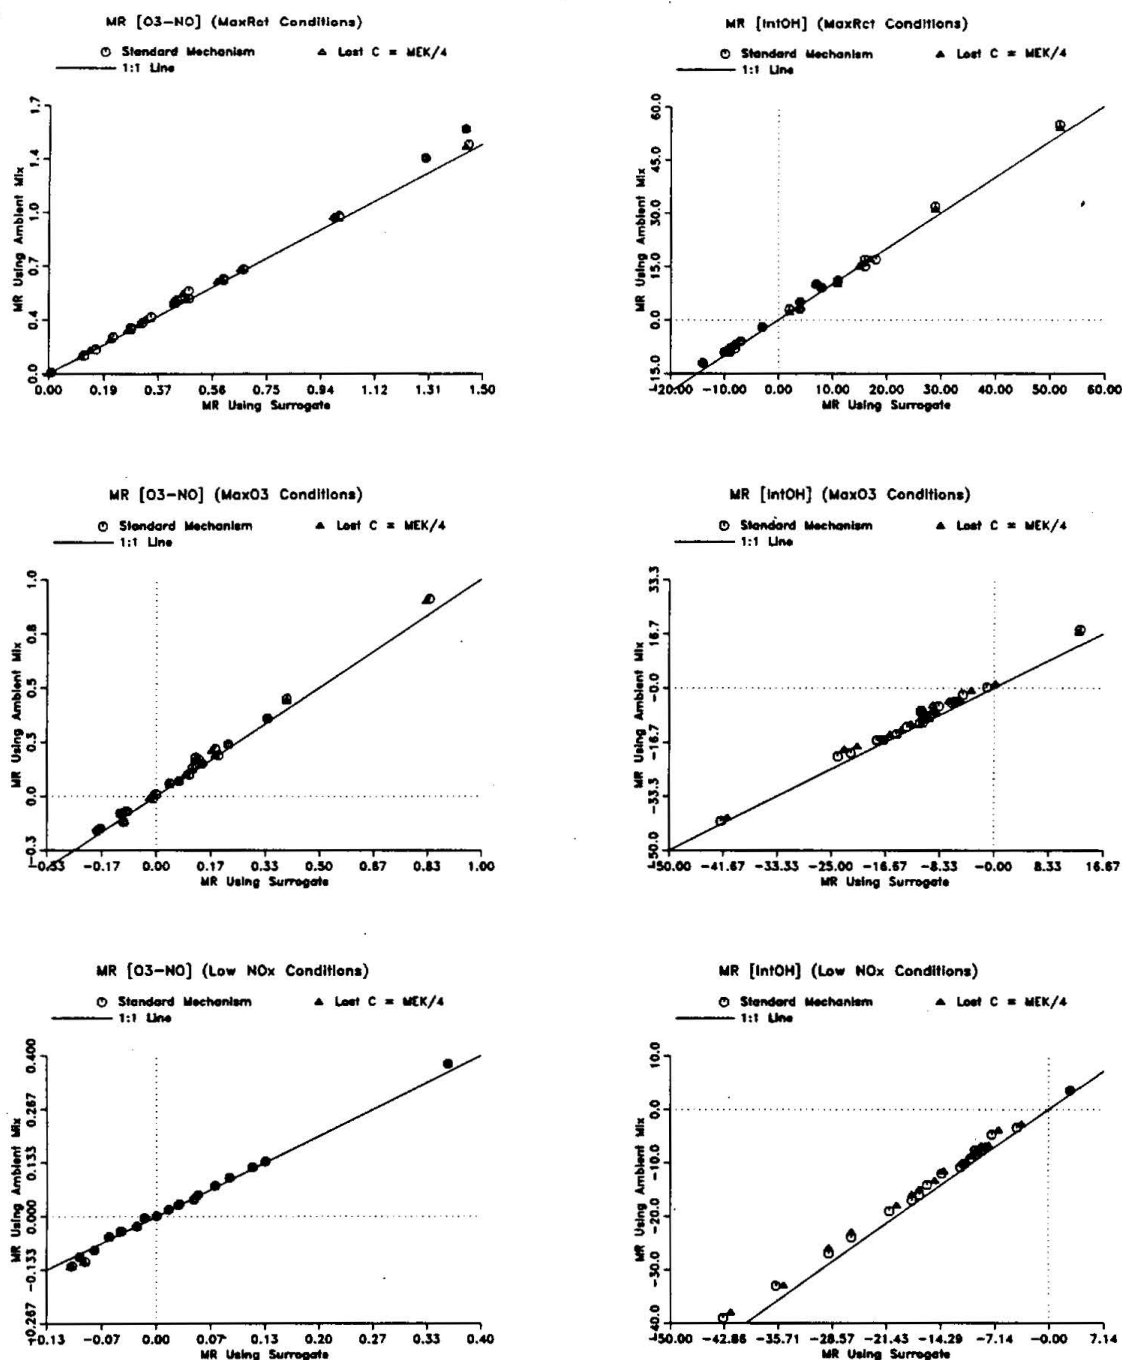 MR [O3-NO] (MaxRct Conditions)
Standard Mechanism Lost C = MEK/4
1:1 Line
MR Using Ambient Mix
1.7
1.4
1.0
0.7
0.4
0.0
0.00 0.19 0.37 0.56 0.75 0.94 1.12 1.31 1.50
MR Using Surrogate
MR [IntOH] (MaxRct Conditions)
Standard Mechanism Lost C = MEK/4
1:1 Line
MR Using Ambient Mix
60.0
45.0
30.0
15.0
0.0
-15.0
-20.00 -10.00 0.00 10.00 20.00 30.00 40.00 50.00 60.00
MR Using Surrogate
MR [O3-NO] (MaxO3 Conditions)
Standard Mechanism Lost C = MEK/4
1:1 Line
MR Using Ambient Mix
1.0
0.8
0.5
0.3
0.0
-0.3
-0.33 -0.17 0.00 0.17 0.33 0.50 0.67 0.83 1.00
MR Using Surrogate
MR [IntOH] (MaxO3 Conditions)
Standard Mechanism Lost C = MEK/4
1:1 Line
MR Using Ambient Mix
33.3
16.7
-0.0
-16.7
-33.3
-50.0
-50.00 -41.67 -33.33 -25.00 -16.67 -8.33 -0.00 8.33 16.67
MR Using Surrogate
MR [O3-NO] (Low NOx Conditions)
Standard Mechanism Lost C = MEK/4
1:1 Line
MR Using Ambient Mix
0.400
0.267
0.133
0.000
-0.133
-0.267
-0.13 -0.07 0.00 0.07 0.13 0.20 0.27 0.33 0.40
MR Using Surrogate
MR [IntOH] (Low NOx Conditions)
Standard Mechanism Lost C = MEK/4
1:1 Line
MR Using Ambient Mix
10.0
0.0
-10.0
-20.0
-30.0
-40.0
-50.00 -42.86 -35.71 -28.57 -21.43 -14.29 -7.14 -0.00 7.14
MR Using Surrogate